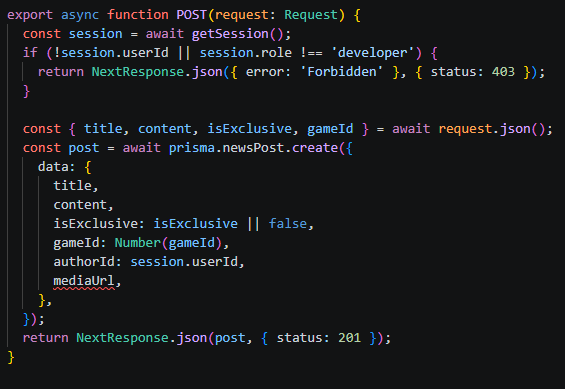 export async function POST(request: Request) {
  const session = await getSession();
  if (!session.userId || session.role !== 'developer') {
    return NextResponse.json({ error: 'Forbidden' }, { status: 403 });
  }

  const { title, content, isExclusive, gameId } = await request.json();
  const post = await prisma.newsPost.create({
    data: {
      title,
      content,
      isExclusive: isExclusive || false,
      gameId: Number(gameId),
      authorId: session.userId,
      mediaUrl,
    },
  });
  return NextResponse.json(post, { status: 201 });
}